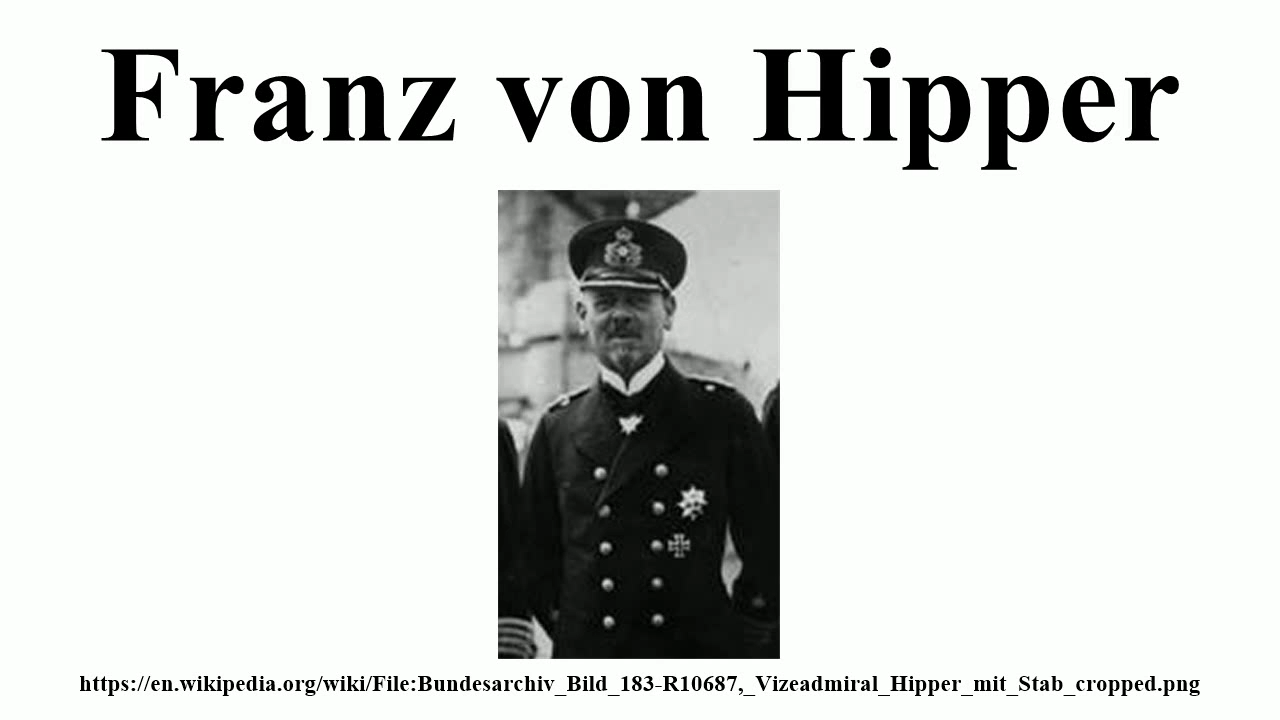 Franz von Hipper
https://en.wikipedia.org/wiki/File:Bundesarchiv_Bild_183-R10687,_Vizeadmiral_Hipper_mit_Stab_cropped.png